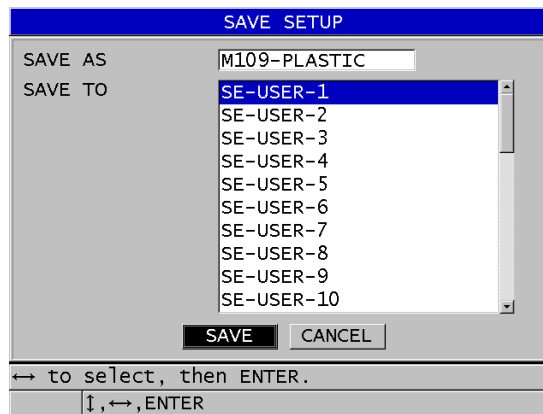 SAVE SETUP
SAVE AS M109-PLASTIC
SAVE TO SE-USER-1
SE-USER-2
SE-USER-3
SE-USER-4
SE-USER-5
SE-USER-6
SE-USER-7
SE-USER-8
SE-USER-9
SE-USER-10
SAVE CANCEL
↔ to select, then ENTER.
↕,↔,ENTER